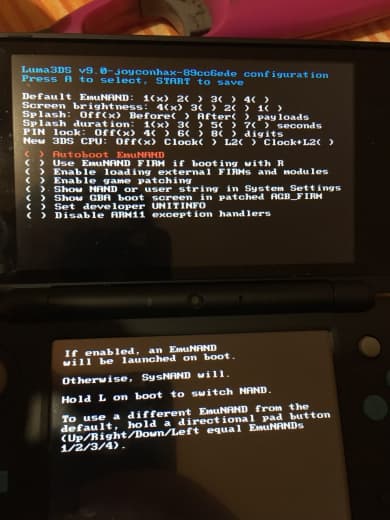 Luma3DS v9.0-joyconhax-89cc6ede configuration
Press A to select, START to save
Default EmuNAND: 1(x) 2( ) 3( ) 4( )
Screen brightness: 4(x) 3( ) 2( ) 1( )
Splash: Off(x) Before( ) After( ) payloads
Splash duration: 1(x) 3( ) 5( ) 7( ) seconds
PIN lock: Off(x) 4( ) 6( ) 8( ) digits
New 3DS CPU: Off(x) Clock( ) L2( ) Clock+L2( )
( ) Autoboot EmuNAND
( ) Use EmuNAND FIRM if booting with R
( ) Enable loading external FIRMs and modules
( ) Enable game patching
( ) Show NAND or user string in System Settings
( ) Show GBA boot screen in patched AGB_FIRM
( ) Set developer UNITINFO
( ) Disable ARM11 exception handlers
If enabled, an EmuNAND
will be launched on boot.
Otherwise, SysNAND will.
Hold L on boot to switch NAND.
To use a different EmuNAND from the
default, hold a directional pad button
(Up/Right/Down/Left equal EmuNANDs
1/2/3/4).